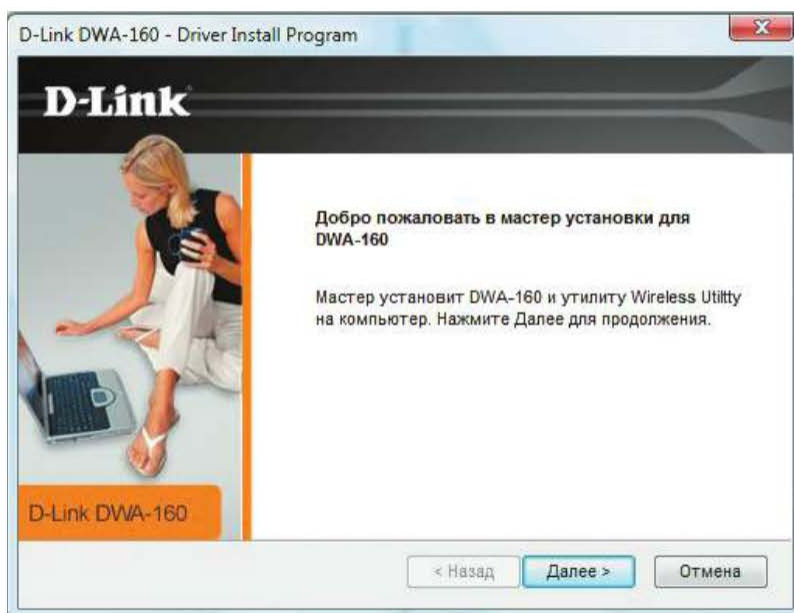 D-Link DWA-160 - Driver Install Program
D-Link
Добро пожаловать в мастер установки для
DWA-160
Мастер установит DWA-160 и утилиту Wireless Utiltty
на компьютер. Нажмите Далее для продолжения.
D-Link DWA-160
< Назад Далее > Отмена